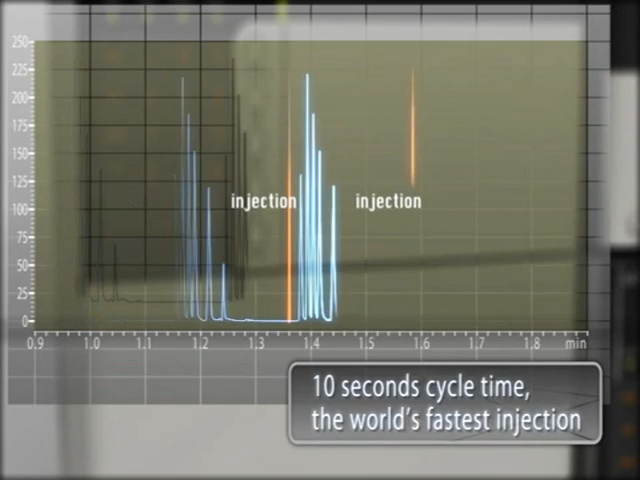 250
225
200
175
150
125
100
75
50
25
0
injection injection
0.9 1.0 1.1 1.2 1.3 1.4 1.5 1.6 1.7 1.8 min
10 seconds cycle time,
the world's fastest injection